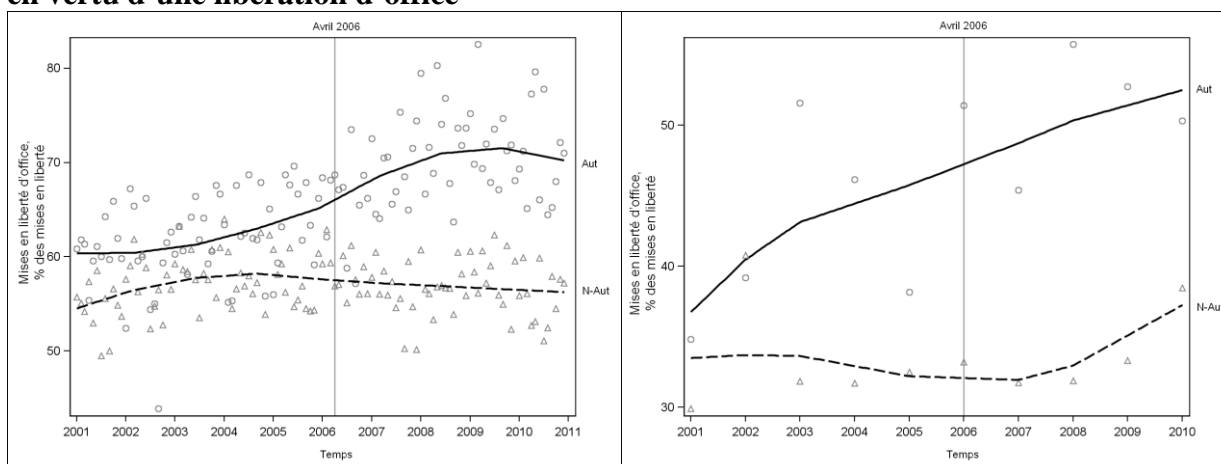 en vertu d'une libération d'office
Avril 2006
Mises en liberté d'office,
% des mises en liberté
80
70
60
50
Aut
N-Aut
2001 2002 2003 2004 2005 2006 2007 2008 2009 2010 2011
Temps
Avril 2006
Mises en liberté d'office,
% des mises en liberté
50
40
30
Aut
N-Aut
2001 2002 2003 2004 2005 2006 2007 2008 2009 2010
Temps